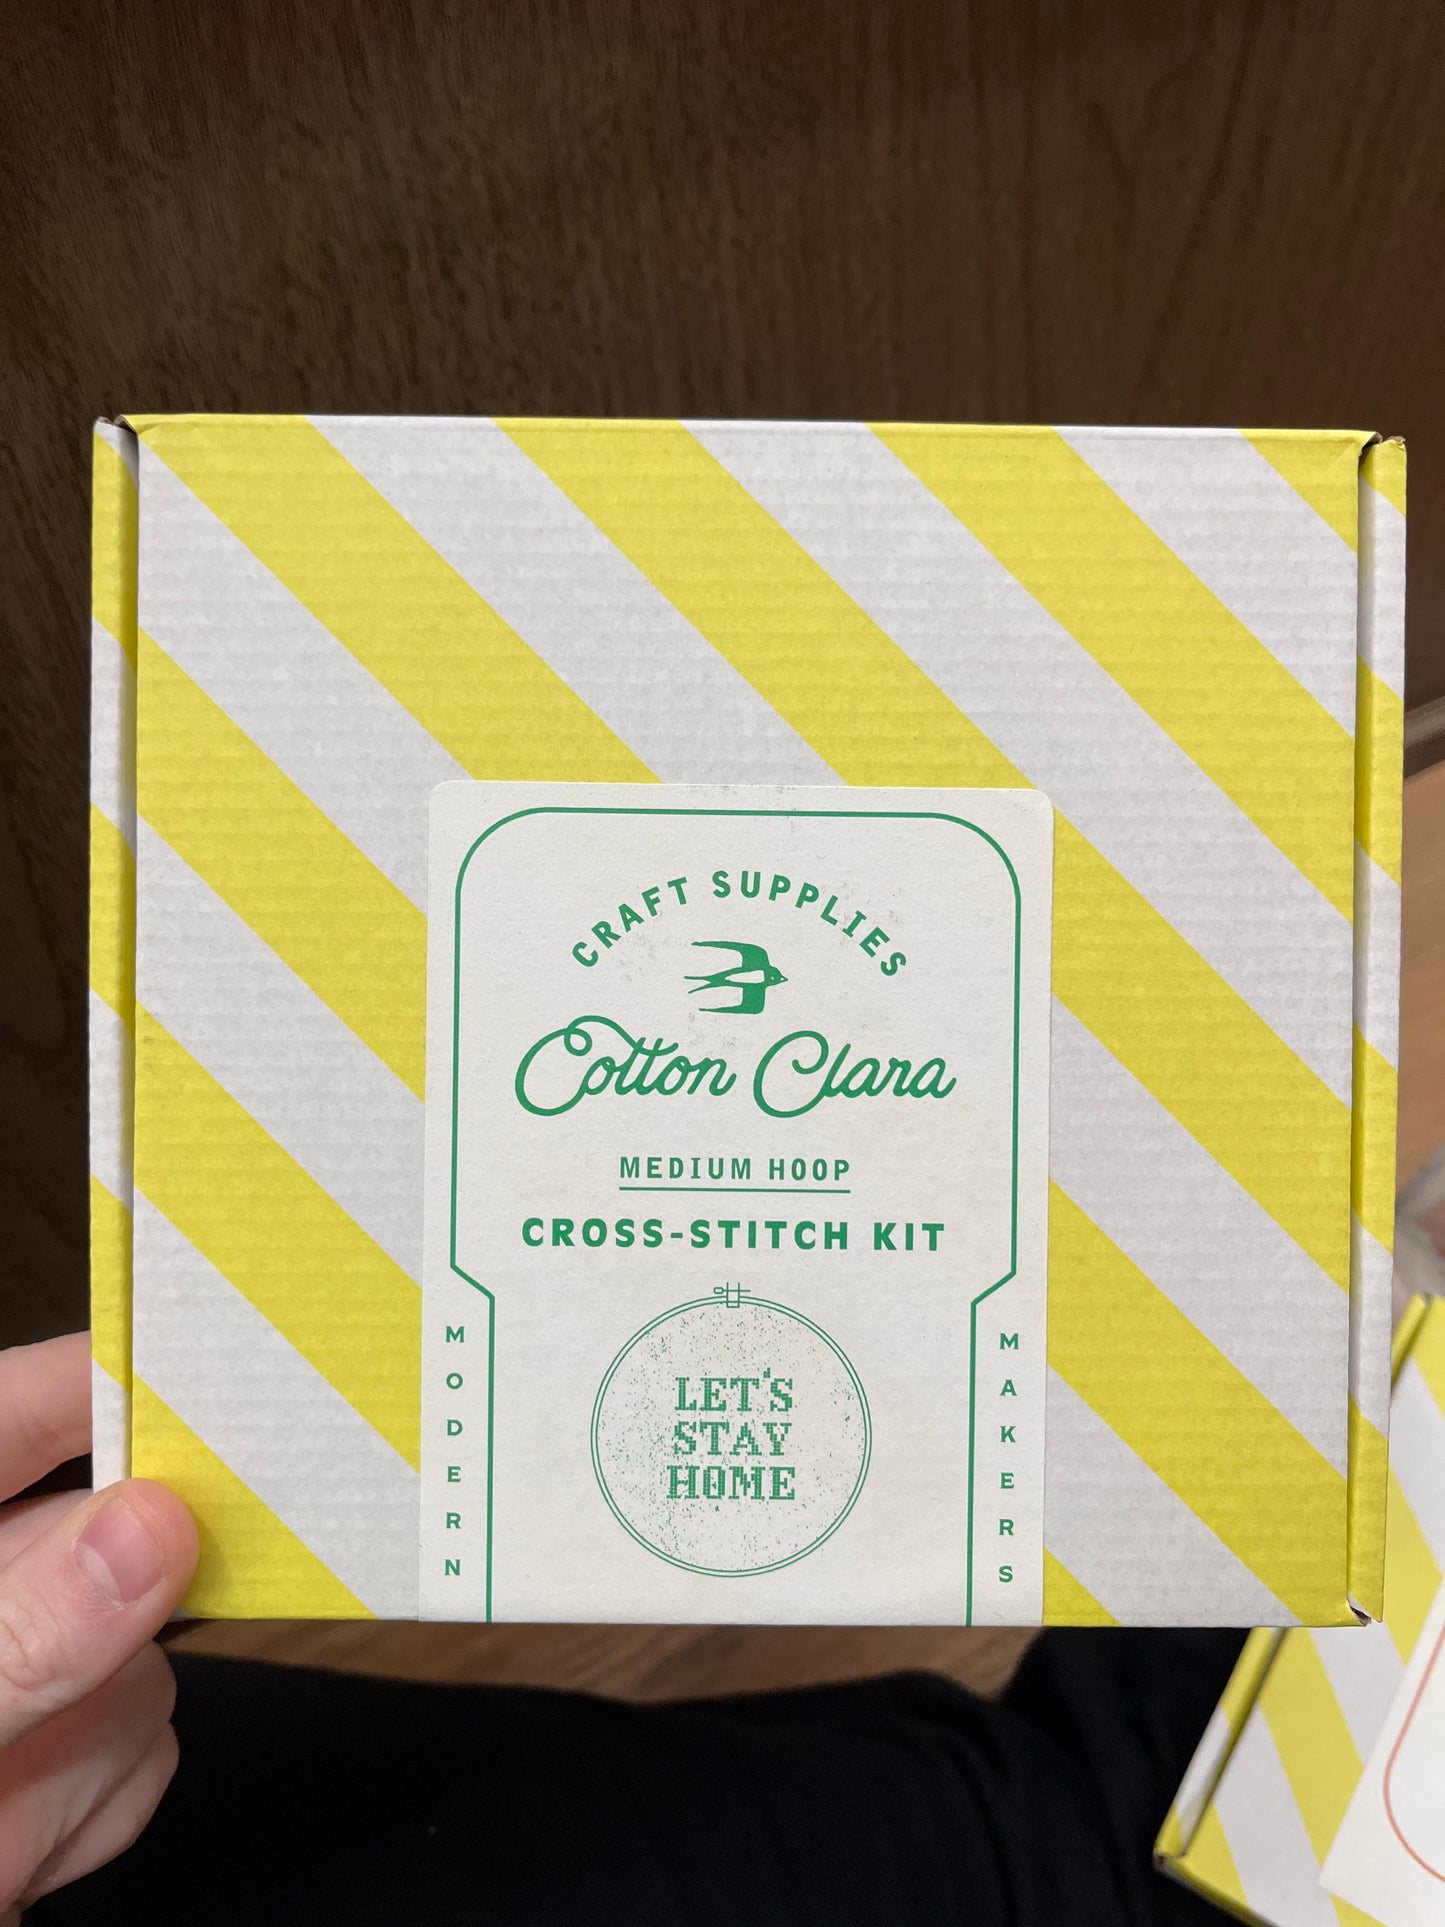 CRAFT SUPPLIES
Cotton Clara
MEDIUM HOOP
CROSS-STITCH KIT
MODERN
LET'S
STAY
HOME
MAKERS